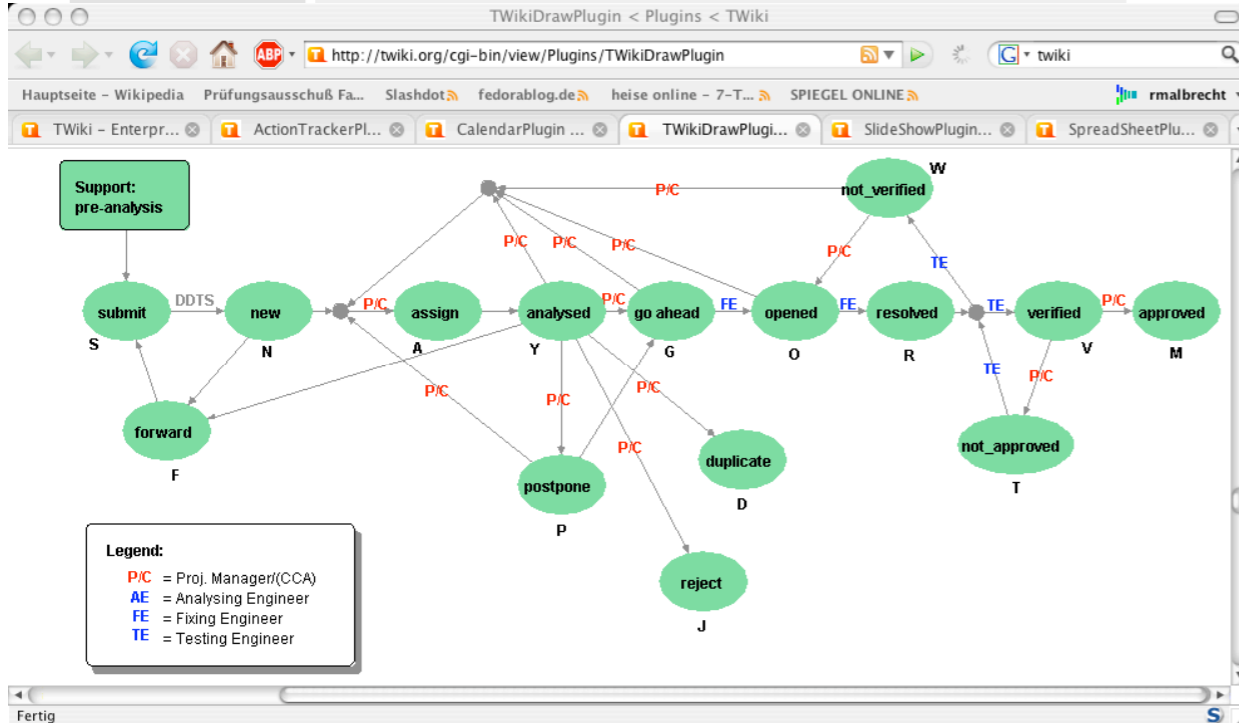 TWikiDrawPlugin < Plugins < TWiki
ABP
http://twiki.org/cgi-bin/view/Plugins/TWikiDrawPlugin
G
twiki
Hauptseite – Wikipedia
Prüfungsausschuß Fa...
Slashdot
fedorablog.de
heise online – 7-T...
SPIEGEL ONLINE
rmalbrecht
TWiki – Enterpr...
ActionTrackerPl...
CalendarPlugin ...
TWikiDrawPlugi...
SlideShowPlugin...
SpreadSheetPlu...
Support:
pre-analysis
W
not_verified
P/C
P/C
P/C
P/C
P/C
TE
submit
DDTS
new
P/C
assign
analysed
P/C
go ahead
FE
opened
FE
resolved
TE
verified
P/C
approved
S
N
A
Y
G
O
R
V
M
P/C
P/C
P/C
TE
P/C
forward
F
P/C
duplicate
D
not_approved
T
postpone
P
reject
J
Legend:
P/C = Proj. Manager/(CCA)
AE = Analysing Engineer
FE = Fixing Engineer
TE = Testing Engineer
Fertig
S